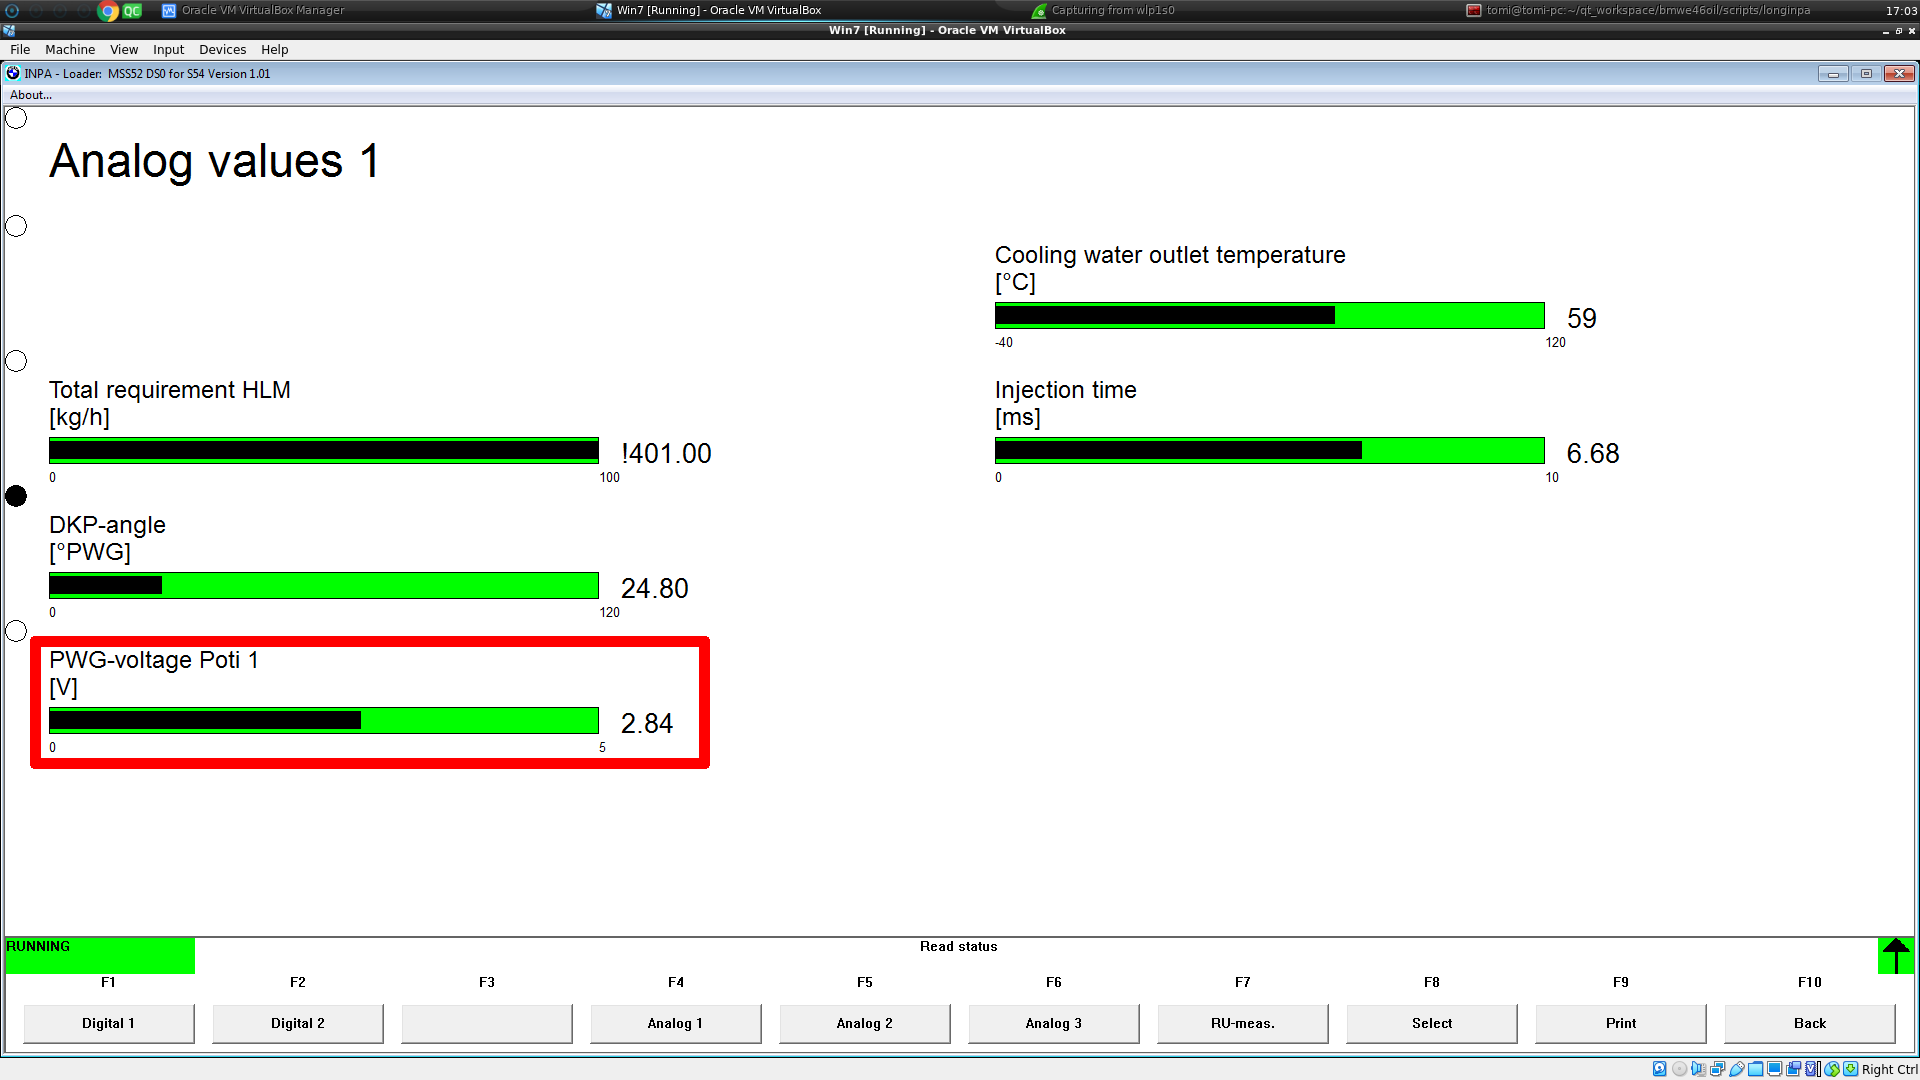 QC
Oracle VM VirtualBox Manager
Win7 [Running] - Oracle VM VirtualBox
Capturing from wlp1s0
tomi@tomi-pc:~/qt_workspace/bmwe46oil/scripts/longinpa
17:03
Win7 [Running] - Oracle VM VirtualBox
File Machine View Input Devices Help
INPA - Loader: MSS52 DS0 for S54 Version 1.01
About...
Analog values 1
Cooling water outlet temperature
[°C]
59
-40 120
Total requirement HLM
[kg/h]
!401.00
0 100
Injection time
[ms]
6.68
0 10
DKP-angle
[°PWG]
24.80
0 120
PWG-voltage Poti 1
[V]
2.84
0 5
RUNNING
Read status
F1 F2 F3 F4 F5 F6 F7 F8 F9 F10
Digital 1 Digital 2 Analog 1 Analog 2 Analog 3 RU-meas. Select Print Back
Right Ctrl